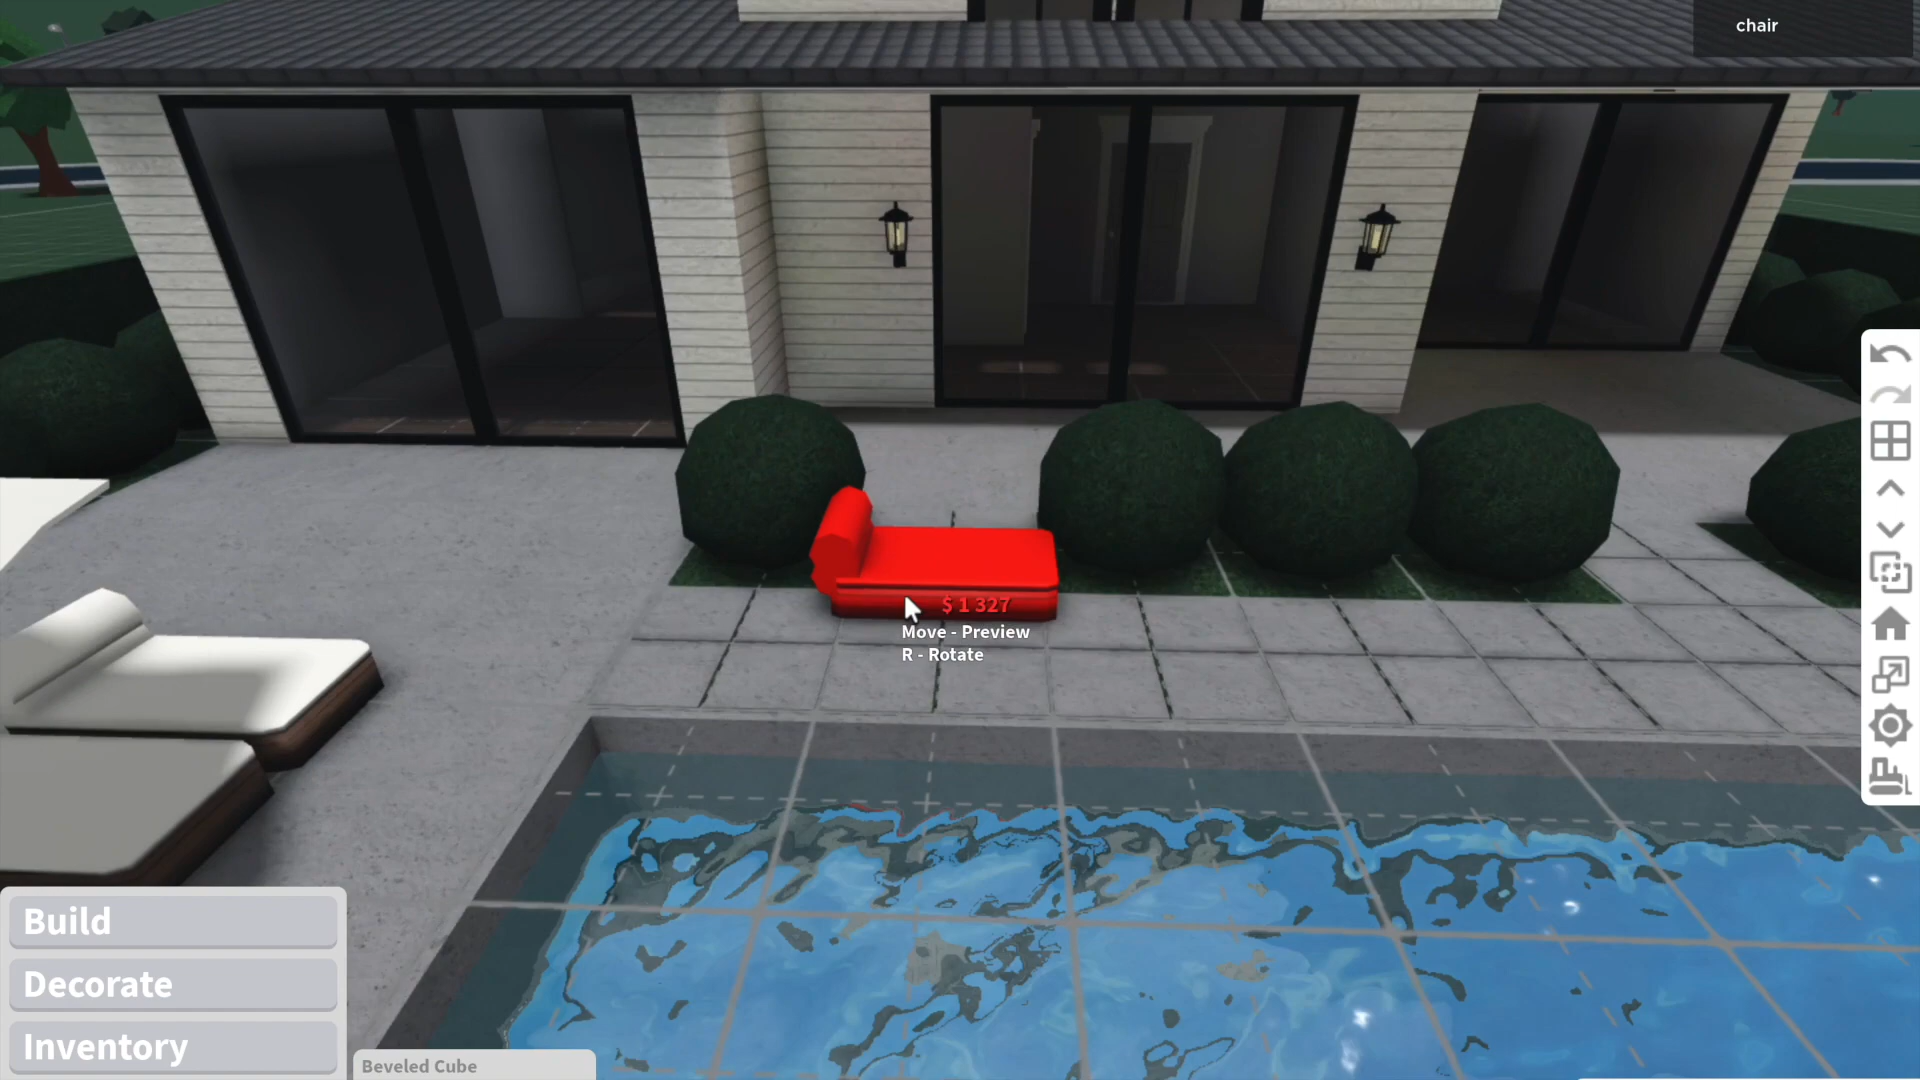 chair
$ 1 327
Move - Preview
R - Rotate
Build
Decorate
Inventory
Beveled Cube